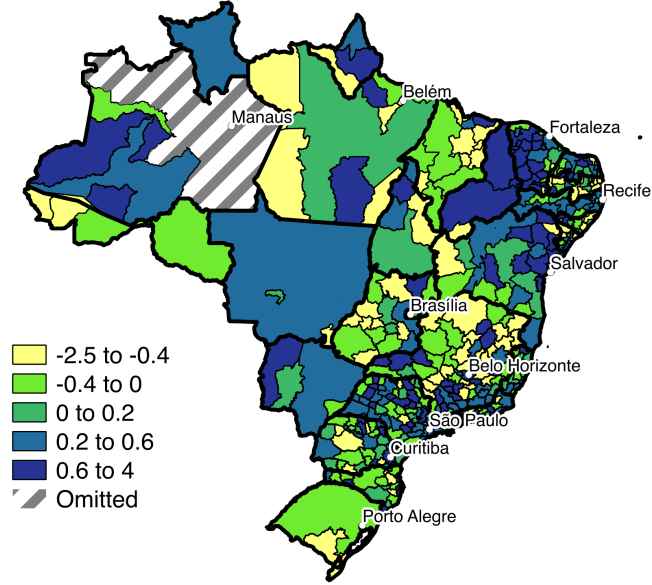 Belém
Manaus
Fortaleza
Recife
Salvador
Brasília
-2.5 to -0.4
Belo Horizonte
-0.4 to 0
0 to 0.2
São Paulo
0.2 to 0.6
Curitiba
0.6 to 4
Omitted
Porto Alegre